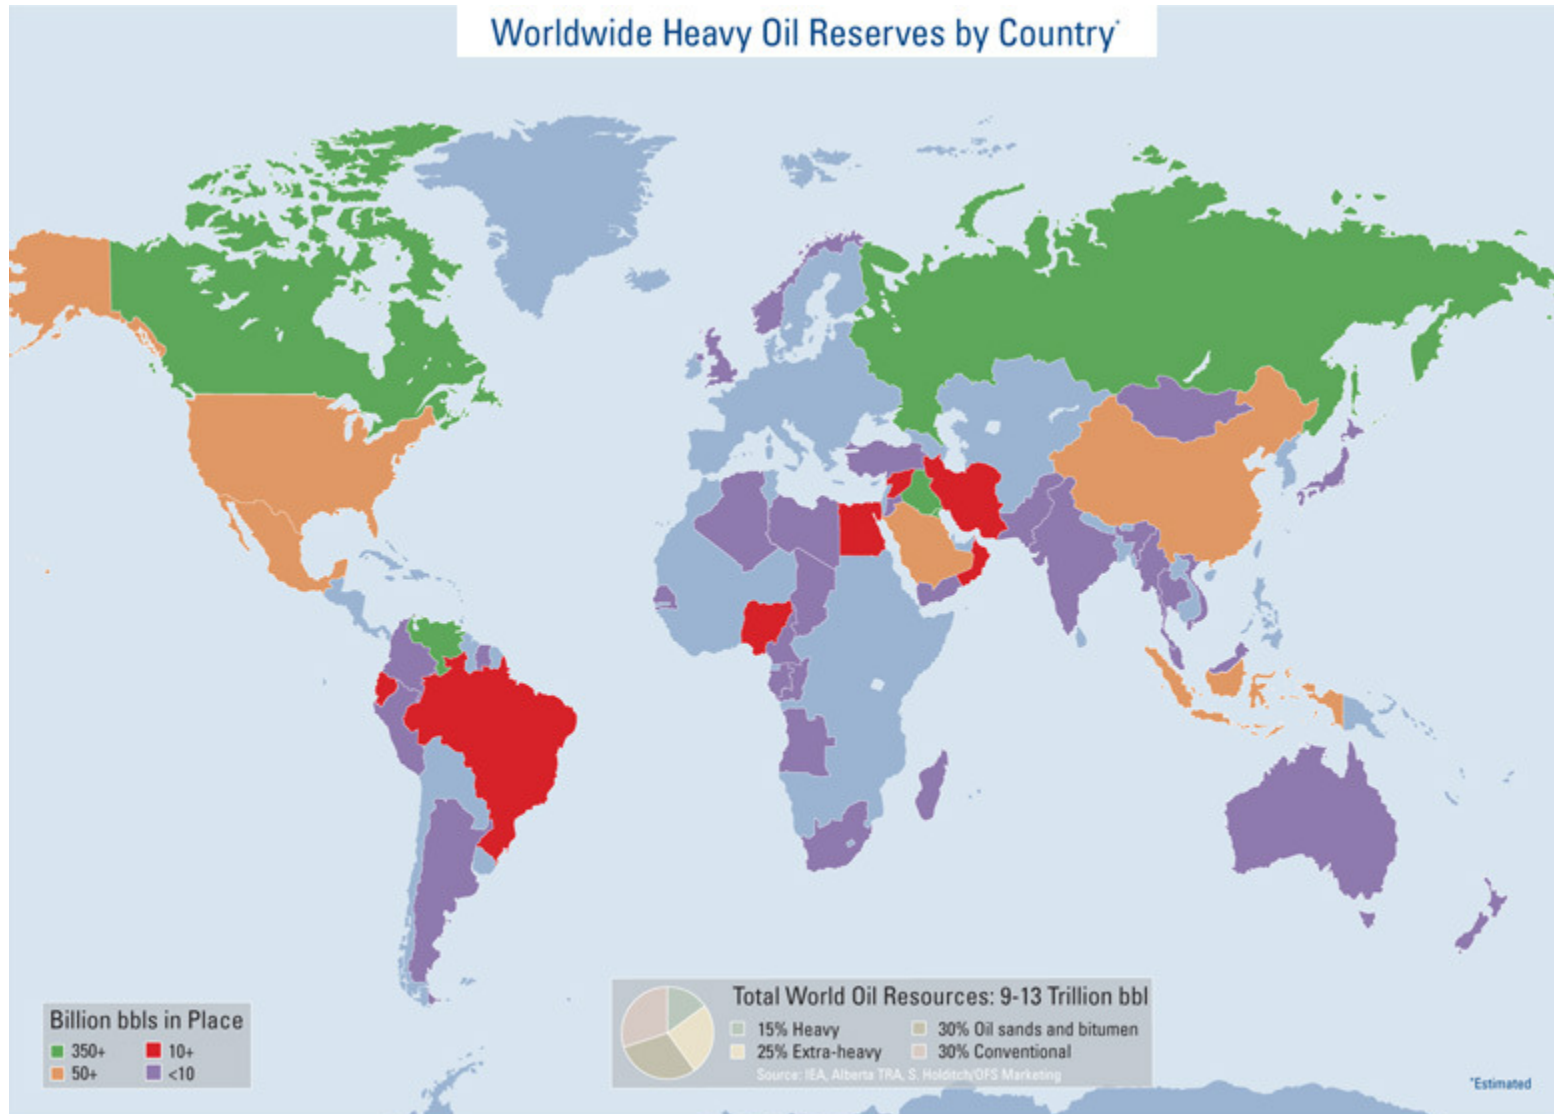 Worldwide Heavy Oil Reserves by Country*
Billion bbls in Place
350+
10+
50+
<10
Total World Oil Resources: 9-13 Trillion bbl
15% Heavy
30% Oil sands and bitumen
25% Extra-heavy
30% Conventional
Source: IEA, Alberta TRA, S. Holditch/OFS Marketing
*Estimated